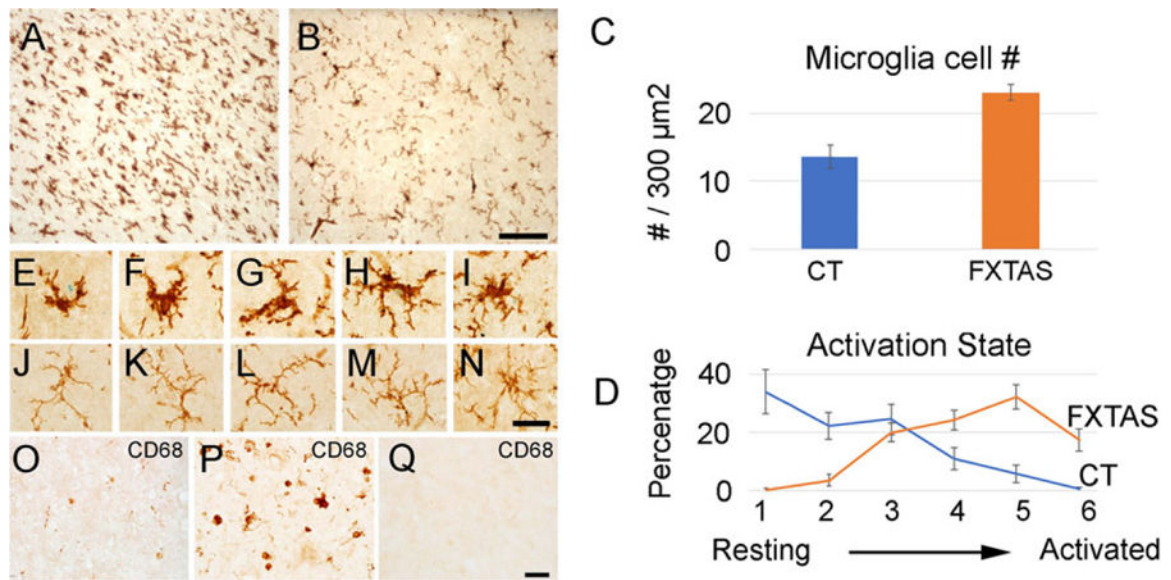 A
B
C
Microglia cell #
# / 300 µm2
20
10
0
CT
FXTAS
E
F
G
H
I
J
K
L
M
N
O
CD68
P
CD68
Q
CD68
D
Activation State
Percenatge
40
20
0
FXTAS
CT
1 2 3 4 5 6
Resting Activated